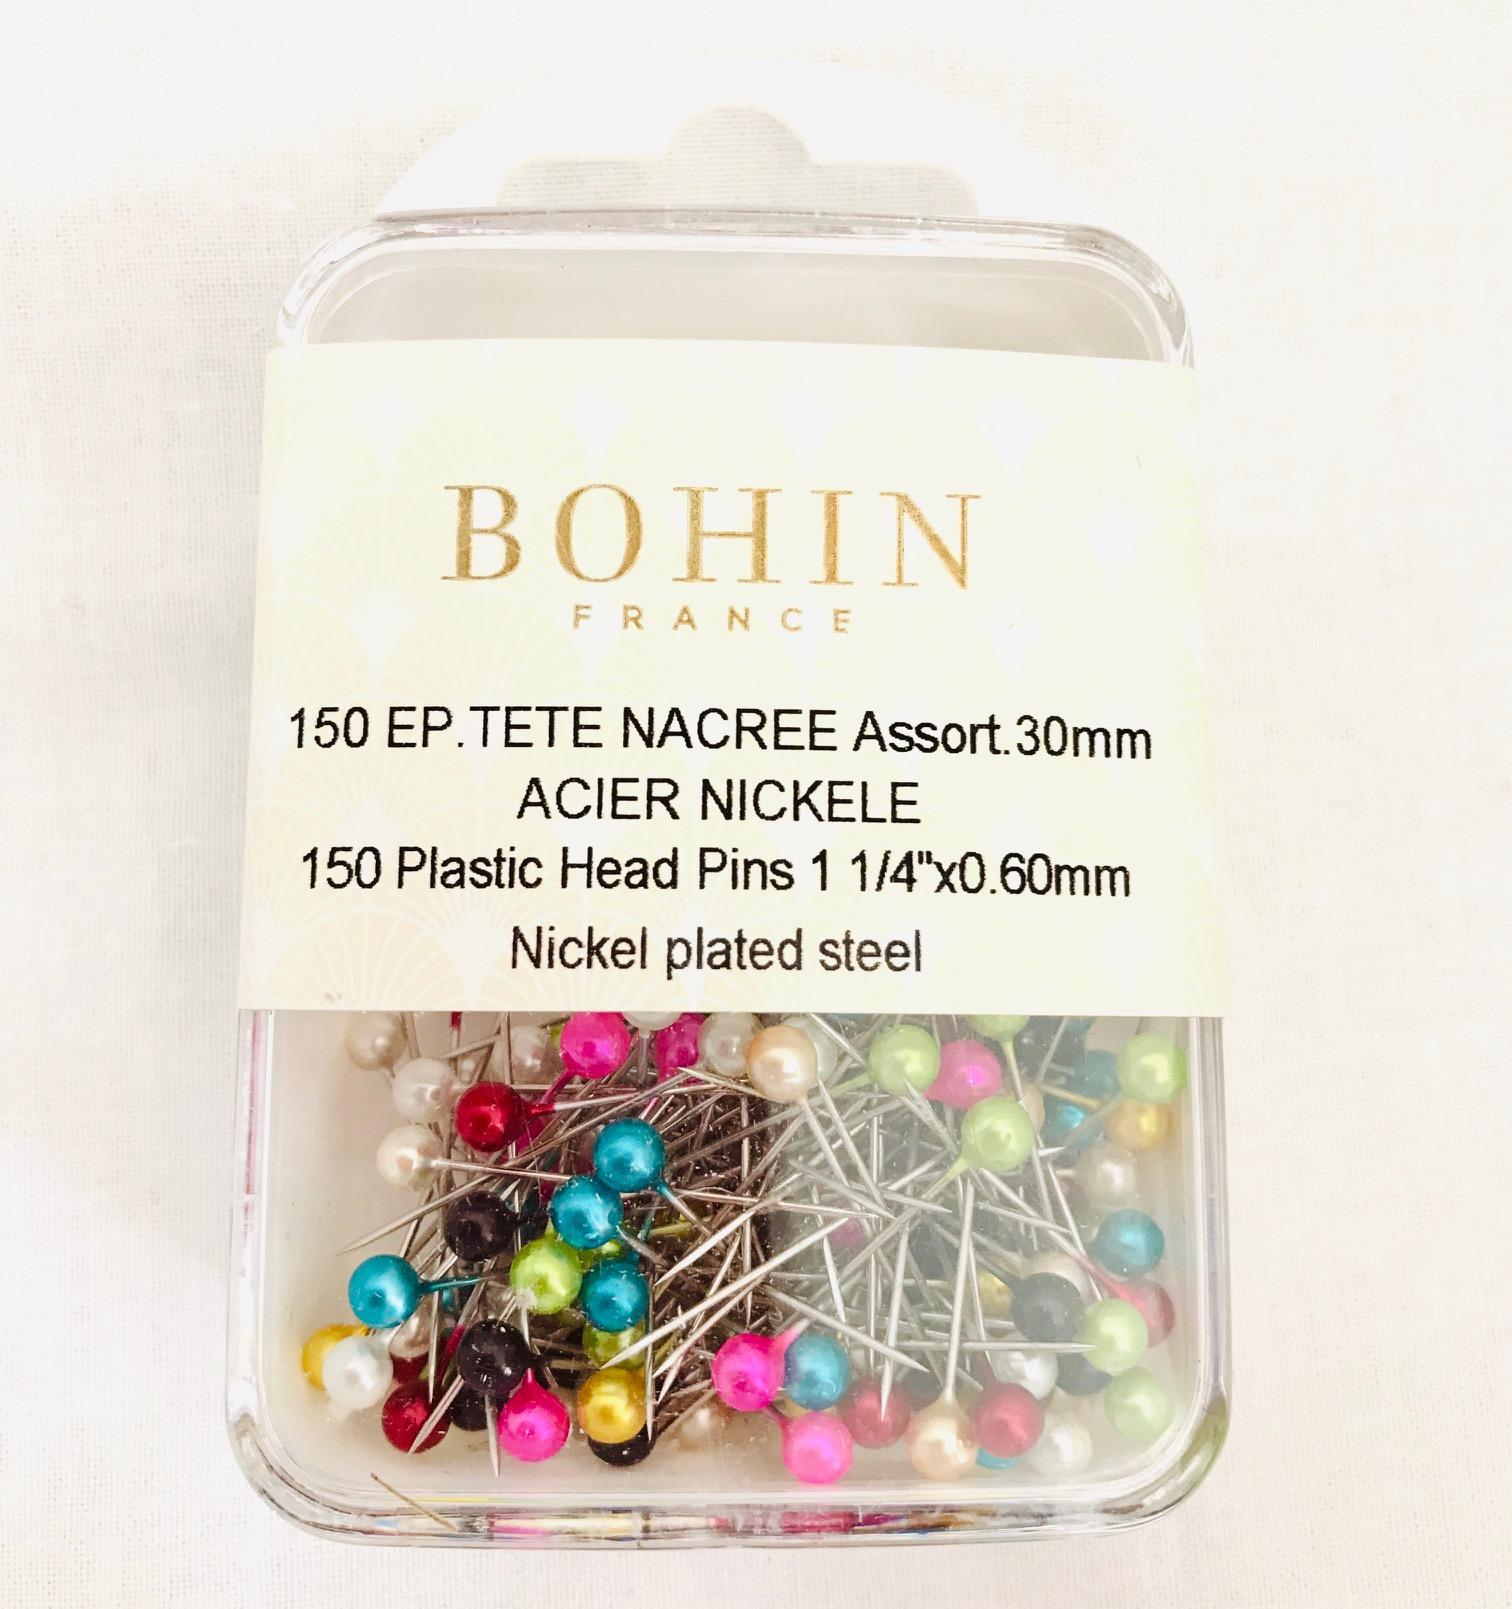 BOHIN
FRANCE
150 EP.TETE NACREE Assort.30mm
ACIER NICKELE
150 Plastic Head Pins 1 1/4"x0.60mm
Nickel plated steel